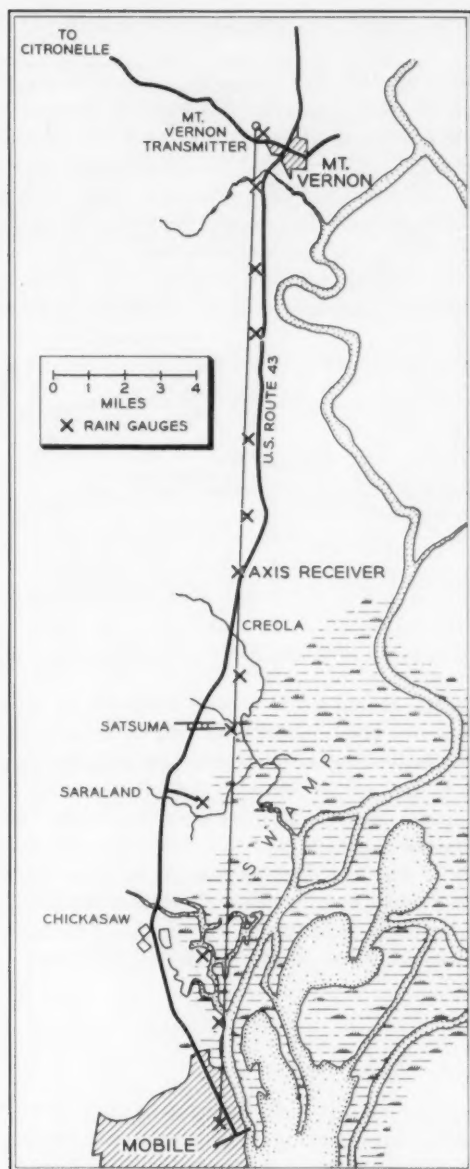 TO
CITRONELLE
MT.
VERNON
TRANSMITTER
MT.
VERNON
U.S. ROUTE 43
0 1 2 3 4
MILES
X RAIN GAUGES
AXIS RECEIVER
CREOLA
SATSUMA
SARALAND
SWAMP
CHICKASAW
MOBILE